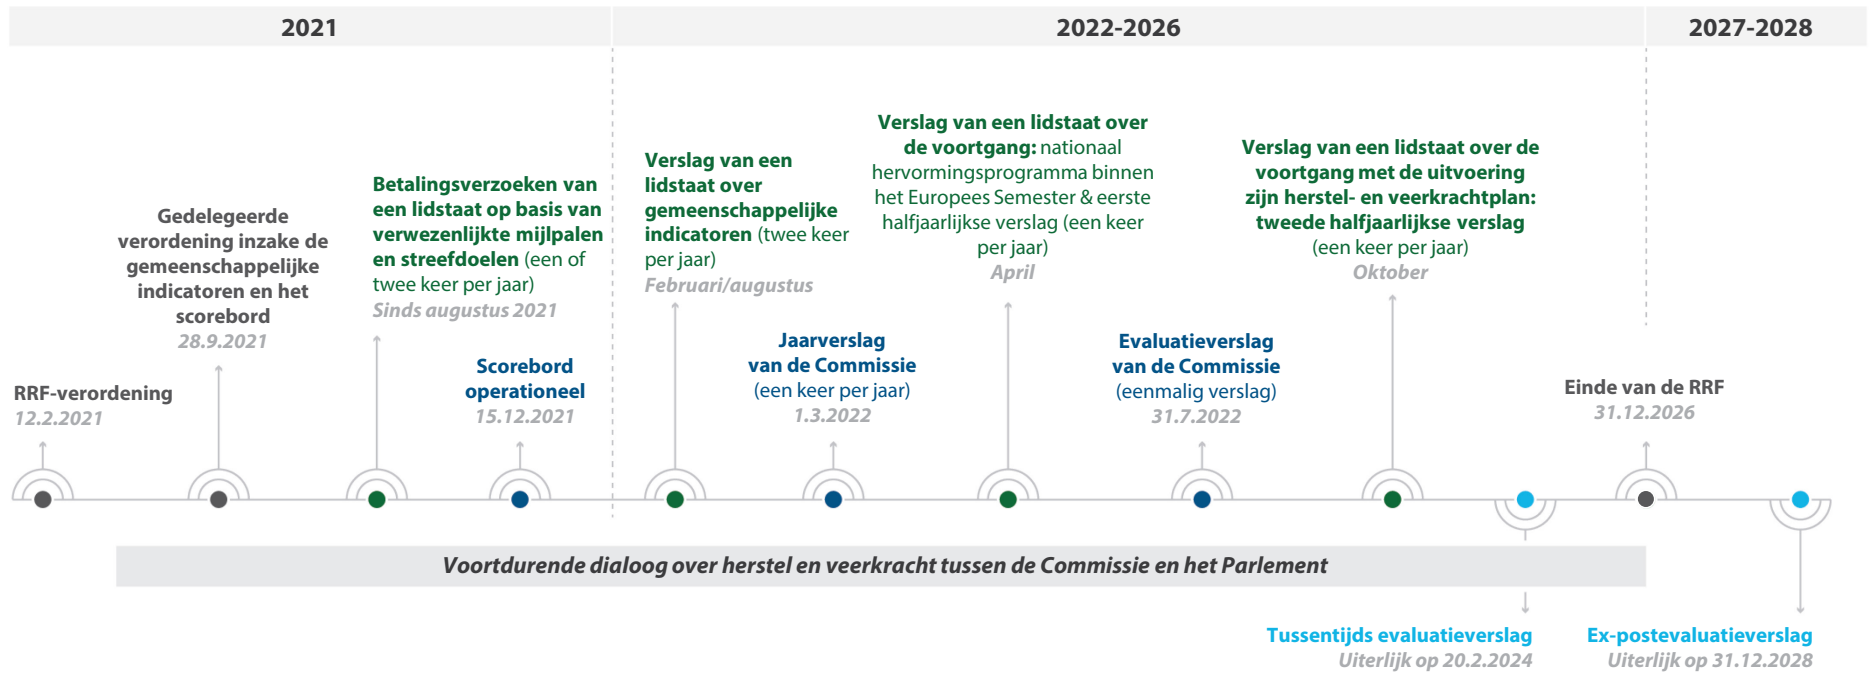 2021
2022-2026
2027-2028
RRF-verordening
12.2.2021
Gedelegeerde
verordening inzake de
gemeenschappelijke
indicatoren en het
scorebord
28.9.2021
Betalingsverzoeken van
een lidstaat op basis van
verwezenlijkte mijlpalen
en streefdoelen (een of
twee keer per jaar)
Sinds augustus 2021
Scorebord
operationeel
15.12.2021
Verslag van een
lidstaat over
gemeenschappelijke
indicatoren (twee keer
per jaar)
Februari/augustus
Jaarverslag
van de Commissie
(een keer per jaar)
1.3.2022
Verslag van een lidstaat over
de voortgang: nationaal
hervormingsprogramma binnen
het Europees Semester & eerste
halfjaarlijkse verslag (een keer
per jaar)
April
Evaluatieverslag
van de Commissie
(eenmalig verslag)
31.7.2022
Verslag van een lidstaat over de
voortgang met de uitvoering
zijn herstel- en veerkrachtplan:
tweede halfjaarlijkse verslag
(een keer per jaar)
Oktober
Einde van de RRF
31.12.2026
Voortdurende dialoog over herstel en veerkracht tussen de Commissie en het Parlement
Tussentijds evaluatieverslag
Uiterlijk op 20.2.2024
Ex-postevaluatieverslag
Uiterlijk op 31.12.2028